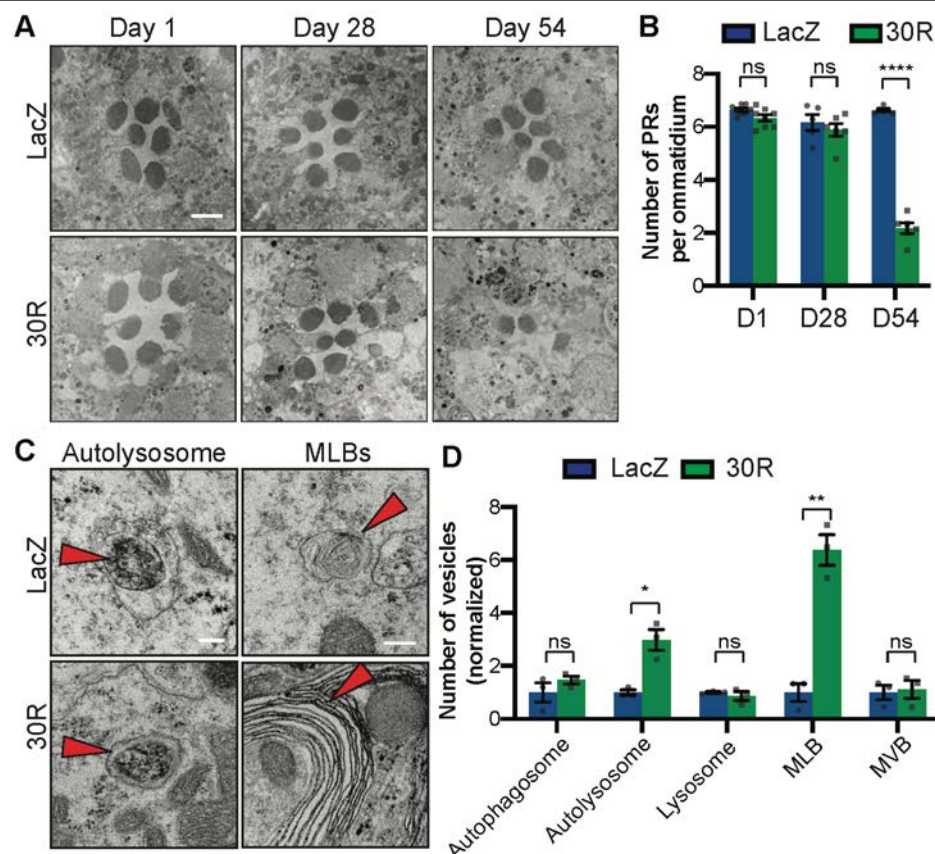 A Day 1 Day 28 Day 54
LacZ
30R
B LacZ 30R
Number of PRs
per ommatidium
8
6
4
2
0
ns ns ****
D1 D28 D54
C Autolysosome MLBs
LacZ
30R
D LacZ 30R
Number of vesicles
(normalized)
8
6
4
2
0
ns * ns ** ns
Autophagosome
Autolysosome
Lysosome
MLB
MVB